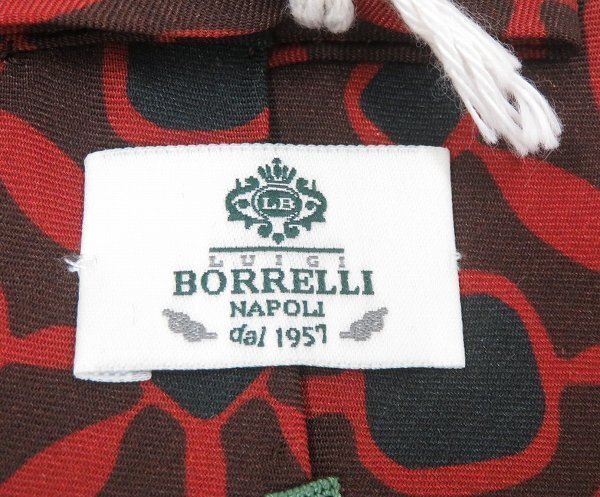 LB
LUIGI
BORRELLI
NAPOLI
dal 1957